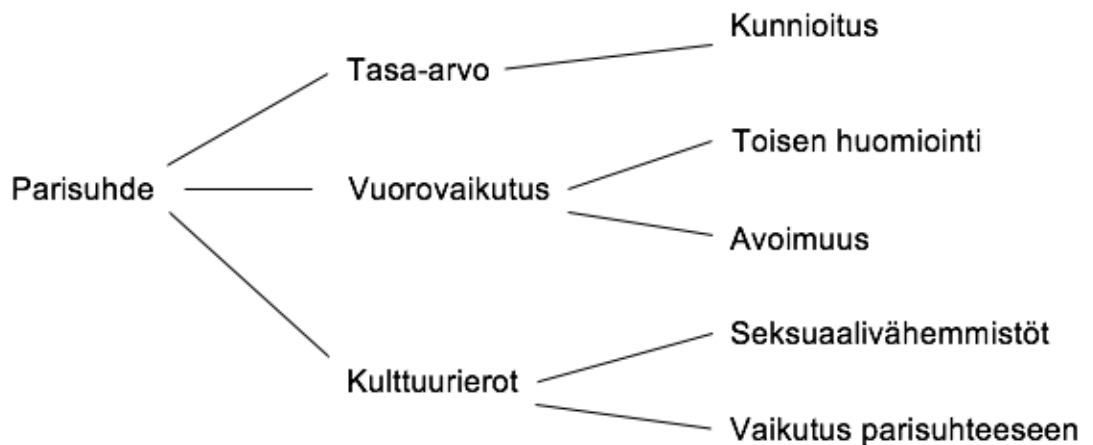 Kunnioitus
Tasa-arvo
Toisen huomiointi
Parisuhde
Vuorovaikutus
Avoimuus
Seksuaalivähemmistöt
Kulttuurierot
Vaikutus parisuhteeseen